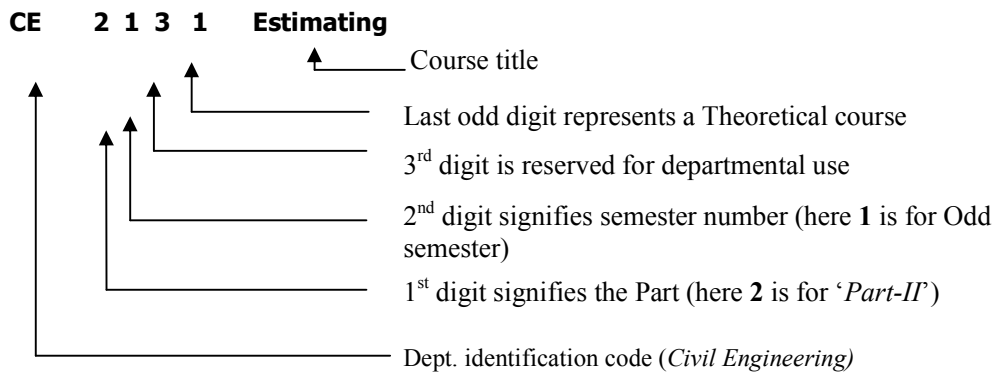 CE 2 1 3 1 Estimating
Course title
Last odd digit represents a Theoretical course
3rd digit is reserved for departmental use
2nd digit signifies semester number (here 1 is for Odd
semester)
1st digit signifies the Part (here 2 is for ‘Part-II’)
Dept. identification code (Civil Engineering)